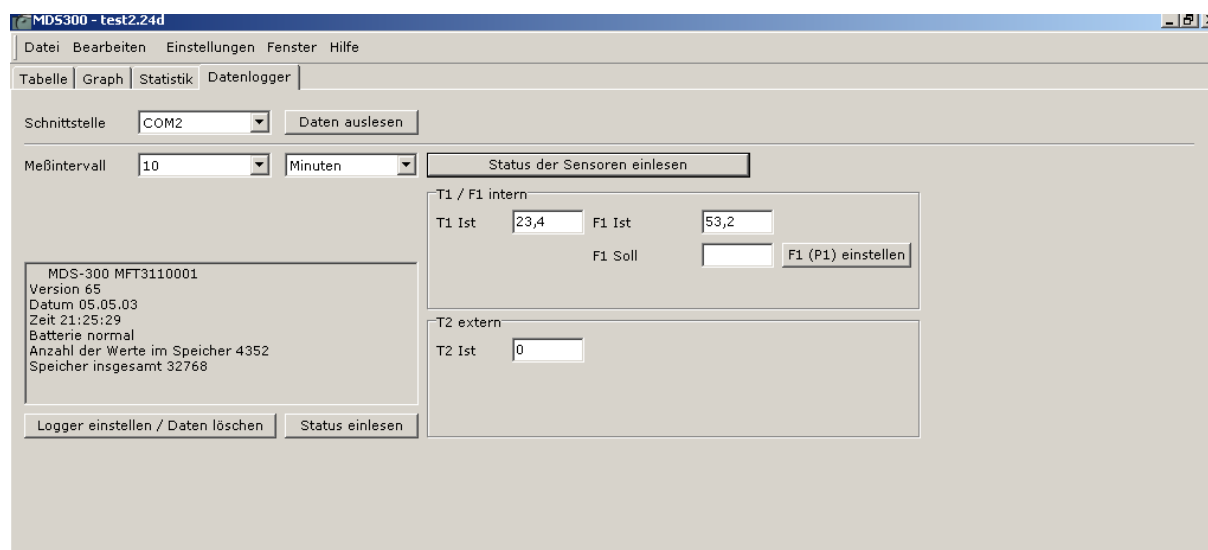 MDS300 - test2.24d
Datei Bearbeiten Einstellungen Fenster Hilfe
Tabelle Graph Statistik Datenlogger
Schnittstelle COM2 Daten auslesen
Meßintervall 10 Minuten Status der Sensoren einlesen
T1 / F1 intern
T1 Ist 23,4 F1 Ist 53,2
F1 Soll F1 (P1) einstellen
MDS-300 MFT3110001
Version 65
Datum 05.05.03
Zeit 21:25:29
Batterie normal
Anzahl der Werte im Speicher 4352
Speicher insgesamt 32768
T2 extern
T2 Ist 0
Logger einstellen / Daten löschen Status einlesen